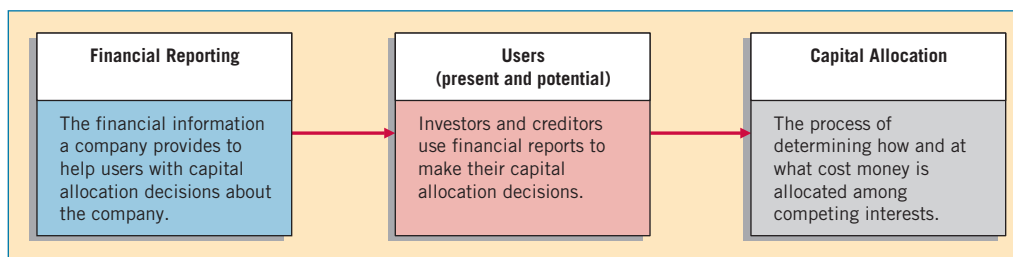 Financial Reporting
The financial information
a company provides to
help users with capital
allocation decisions about
the company.
Users
(present and potential)
Investors and creditors
use financial reports to
make their capital
allocation decisions.
Capital Allocation
The process of
determining how and at
what cost money is
allocated among
competing interests.